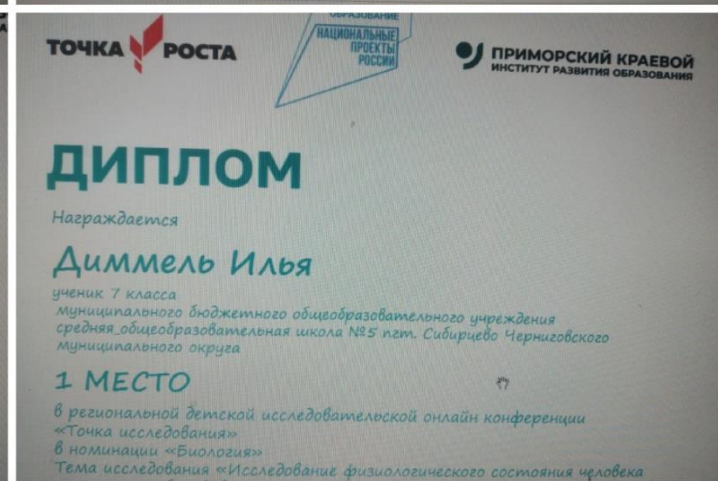 ТОЧКА РОСТА
ОБРАЗОВАНИЕ
НАЦИОНАЛЬНЫЕ
ПРОЕКТЫ
РОССИИ
ПРИМОРСКИЙ КРАЕВОЙ
ИНСТИТУТ РАЗВИТИЯ ОБРАЗОВАНИЯ
ДИПЛОМ
Награждается
Диммель Илья
ученик 7 класса
муниципального бюджетного общеобразовательного учреждения
средняя_общеобразовательная школа №5 пгт. Сибирцево Черниговского
муниципального округа
1 МЕСТО
в региональной детской исследовательской онлайн конференции
«Точка исследования»
в номинации «Биология»
Тема исследования «Исследование физиологического состояния человека